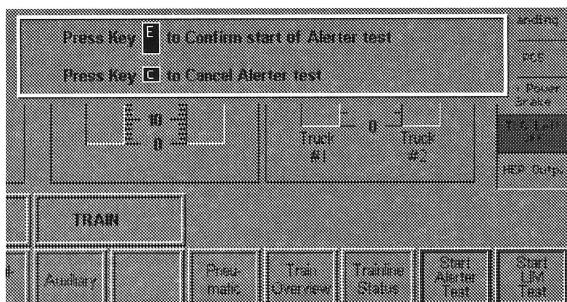 Press Key E to Confirm start of Alerter test
Press Key C to Cancel Alerter test
anding
PCS
Power
Brake
10
0
0
Truck
#1
Truck
#2
HEP Outpu
TRAIN
Auxiliary
Pneu-
matic
Train
Overview
Trainline
Status
Start
Alerter
Test
Start
LIM
Test